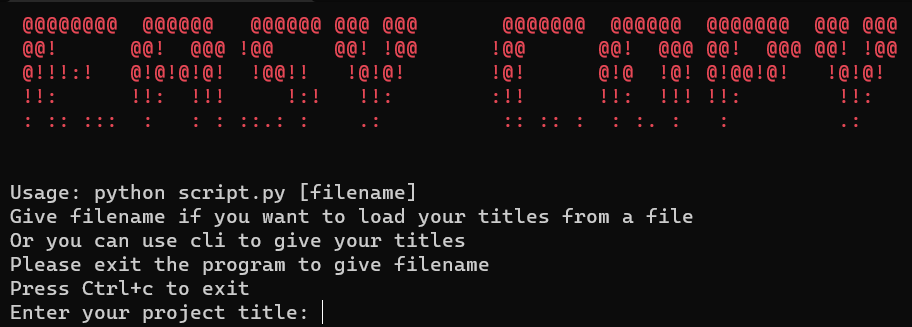 EASY COPY
Usage: python script.py [filename]
Give filename if you want to load your titles from a file
Or you can use cli to give your titles
Please exit the program to give filename
Press Ctrl+c to exit
Enter your project title: